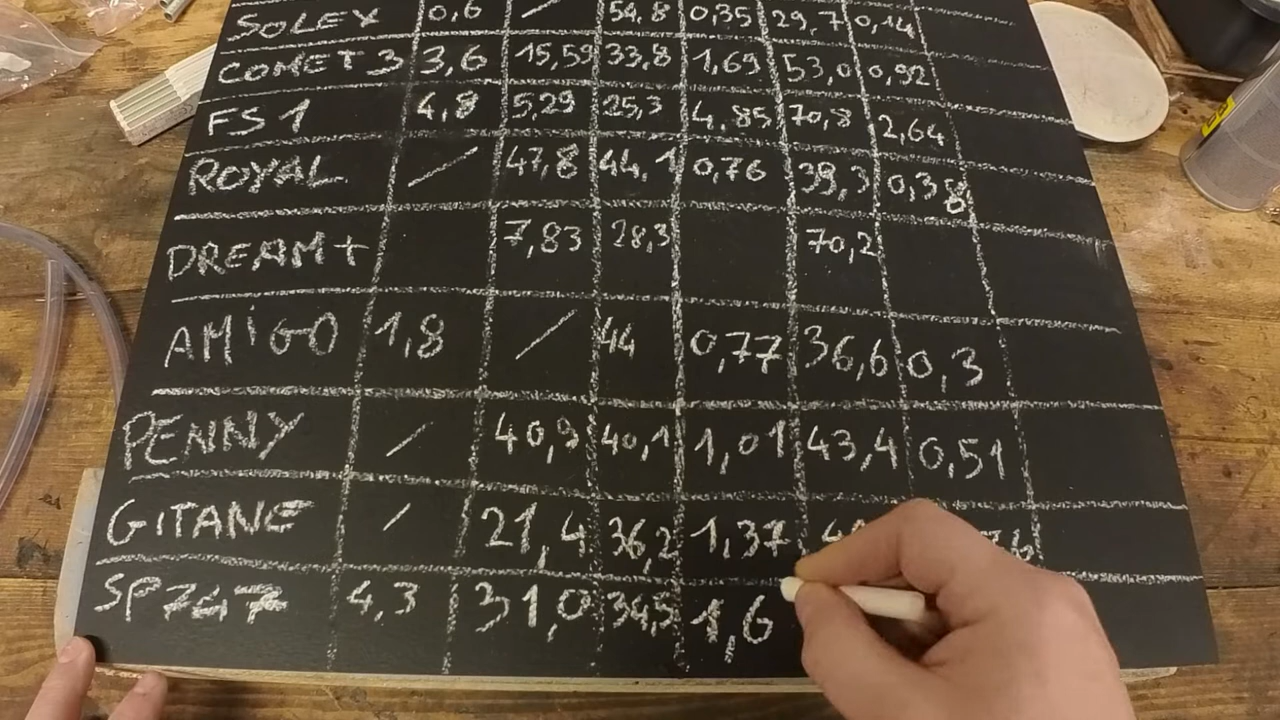 SOLEX 0,6 / 54,8 0,35 29,7 0,14
COMET 3 3,6 15,59 33,8 1,69 53,0 0,92
FS1 4,8 5,29 25,3 4,85 70,8 2,64
ROYAL / 47,8 44,1 0,76 39,3 0,38
DREAM+ 7,83 28,3 70,2
AMiGO 1,8 / 44 0,77 36,6 0,3
PENNY / 40,9 40,1 1,01 43,4 0,51
GITANE / 21,4 36,2 1,37
SP747 4,3 31,0 34,5 1,6